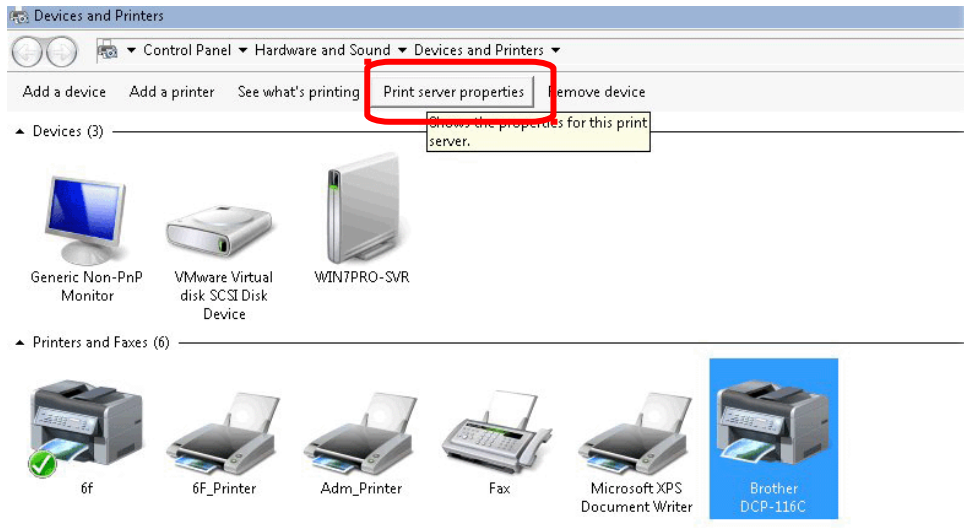 Devices and Printers
Control Panel ▾ Hardware and Sound ▾ Devices and Printers ▾
Add a device Add a printer See what's printing Print server properties Remove device
Shows the properties for this print
server.
Devices (3)
Generic Non-PnP
Monitor
VMware Virtual
disk SCSI Disk
Device
WIN7PRO-SVR
Printers and Faxes (6)
6f
6F_Printer
Adm_Printer
Fax
Microsoft XPS
Document Writer
Brother
DCP-116C